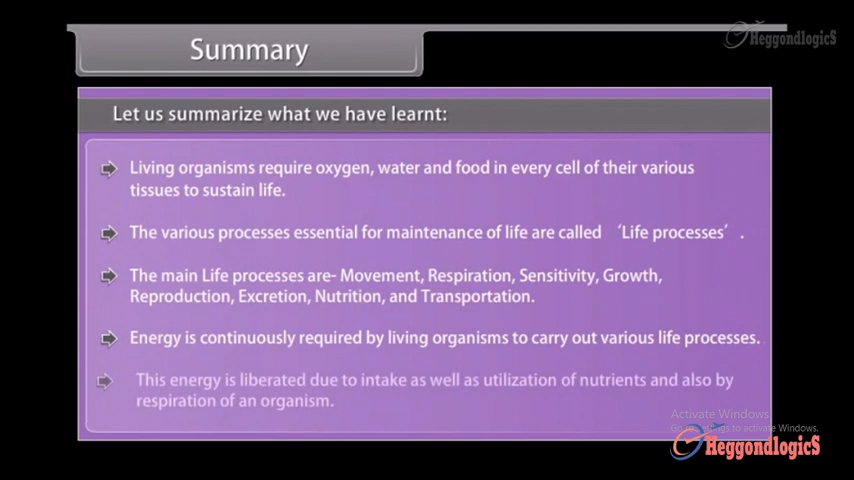 Summary
HeggondlogicS
Let us summarize what we have learnt:
Living organisms require oxygen, water and food in every cell of their various
tissues to sustain life.
The various processes essential for maintenance of life are called ‘Life processes’ .
The main Life processes are- Movement, Respiration, Sensitivity, Growth,
Reproduction, Excretion, Nutrition, and Transportation.
Energy is continuously required by living organisms to carry out various life processes.
This energy is liberated due to intake as well as utilization of nutrients and also by
respiration of an organism.
Activate Windows
Go to Settings to activate Windows.
HeggondlogicS